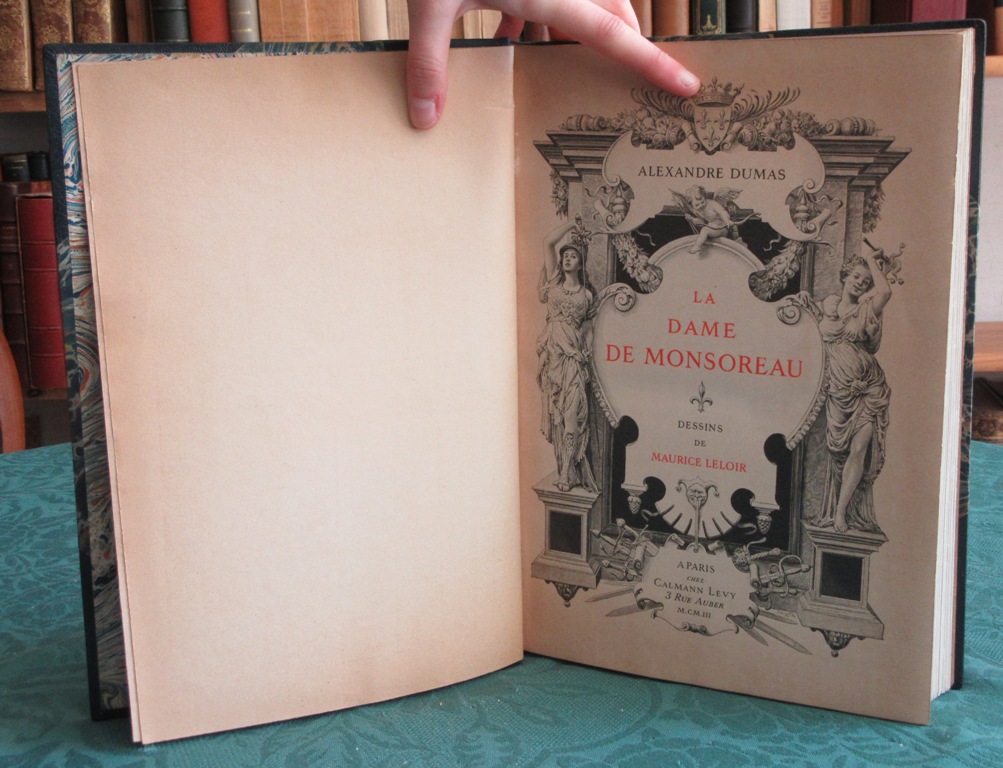 ALEXANDRE DUMAS
LA
DAME
DE MONSOREAU
DESSINS
DE
MAURICE LELOIR
A PARIS
CHEZ
CALMANN LEVY
3 RUE AUBER
M.CM.III